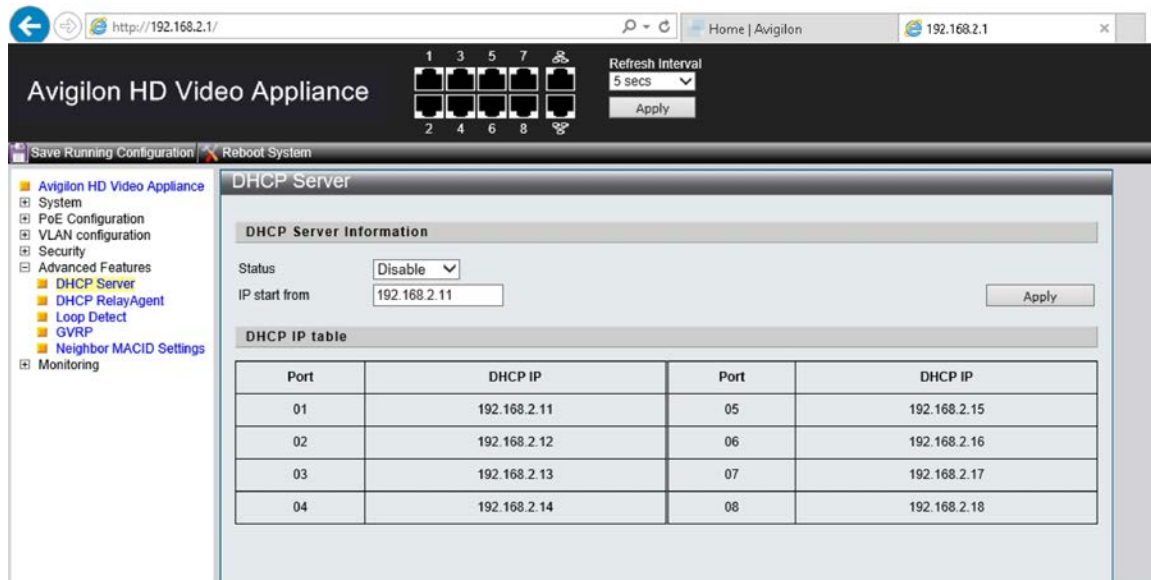 http://192.168.2.1/
Home | Avigilon
192.168.2.1
Avigilon HD Video Appliance
1 3 5 7
2 4 6 8
Refresh Interval
5 secs
Apply
Save Running Configuration
Reboot System
Avigilon HD Video Appliance
System
PoE Configuration
VLAN configuration
Security
Advanced Features
DHCP Server
DHCP RelayAgent
Loop Detect
GVRP
Neighbor MACID Settings
Monitoring
DHCP Server
DHCP Server Information
Status Disable
IP start from 192.168.2.11 Apply
DHCP IP table
Port DHCP IP Port DHCP IP
01 192.168.2.11 05 192.168.2.15
02 192.168.2.12 06 192.168.2.16
03 192.168.2.13 07 192.168.2.17
04 192.168.2.14 08 192.168.2.18